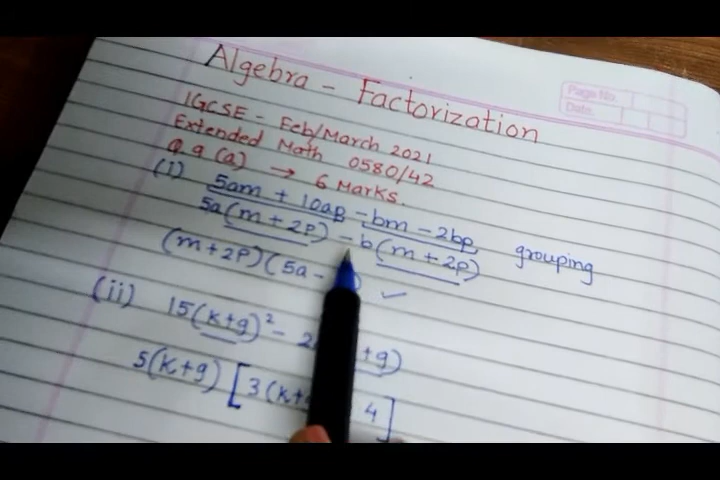 Page No.
Date.
Algebra - Factorization
IGCSE - Feb/March 2021
Extended Math 0580/42
Q 9 (a) → 6 Marks.
(i) 5am + 10ap - bm - 2bp
5a(m + 2p) - b(m + 2p) grouping
(m + 2p)(5a - ) ✓
(ii) 15(k+g)² - 2 +g)
5(k+g) [3(k+ 4]